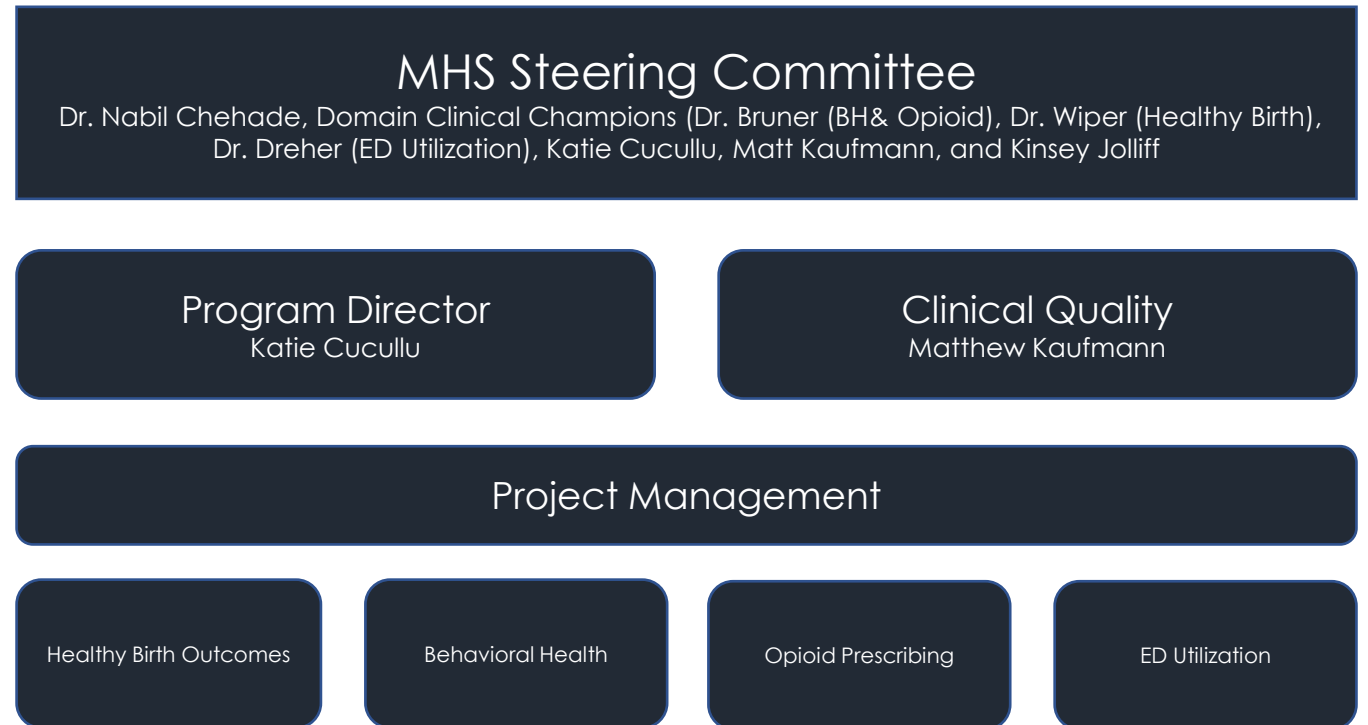 MHS Steering Committee
Dr. Nabil Chehade, Domain Clinical Champions (Dr. Bruner (BH& Opioid), Dr. Wiper (Healthy Birth),
Dr. Dreher (ED Utilization), Katie Cucullu, Matt Kaufmann, and Kinsey Jolliff
Program Director
Katie Cucullu
Clinical Quality
Matthew Kaufmann
Project Management
Healthy Birth Outcomes
Behavioral Health
Opioid Prescribing
ED Utilization